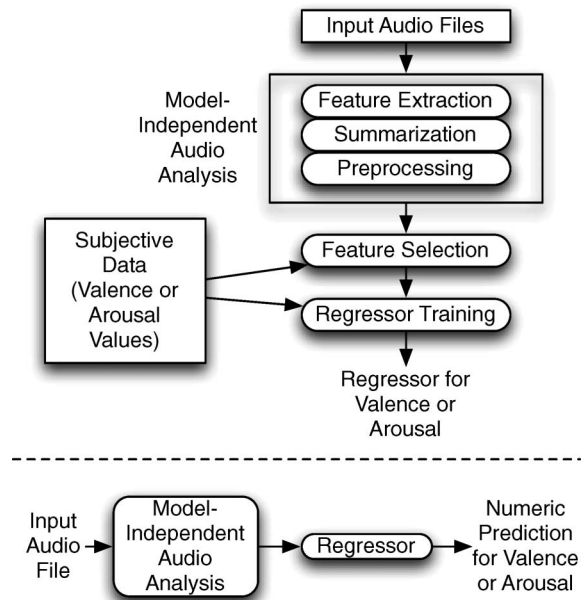 Input Audio Files
Model-
Independent
Audio
Analysis
Feature Extraction
Summarization
Preprocessing
Subjective
Data
(Valence or
Arousal
Values)
Feature Selection
Regressor Training
Regressor for
Valence or
Arousal
Input
Audio
File
Model-
Independent
Audio
Analysis
Regressor
Numeric
Prediction
for Valence
or Arousal